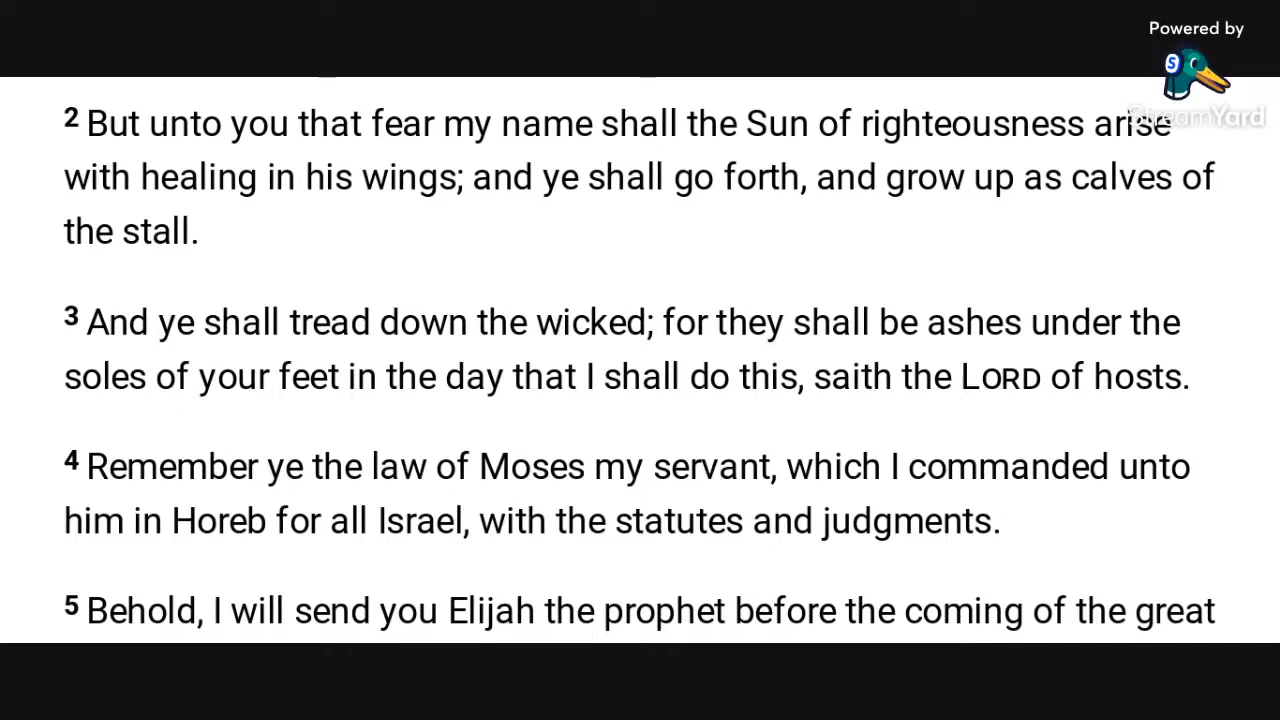 Powered by
S
StreamYard
2 But unto you that fear my name shall the Sun of righteousness arise
with healing in his wings; and ye shall go forth, and grow up as calves of
the stall.
3 And ye shall tread down the wicked; for they shall be ashes under the
soles of your feet in the day that I shall do this, saith the LORD of hosts.
4 Remember ye the law of Moses my servant, which I commanded unto
him in Horeb for all Israel, with the statutes and judgments.
5 Behold, I will send you Elijah the prophet before the coming of the great